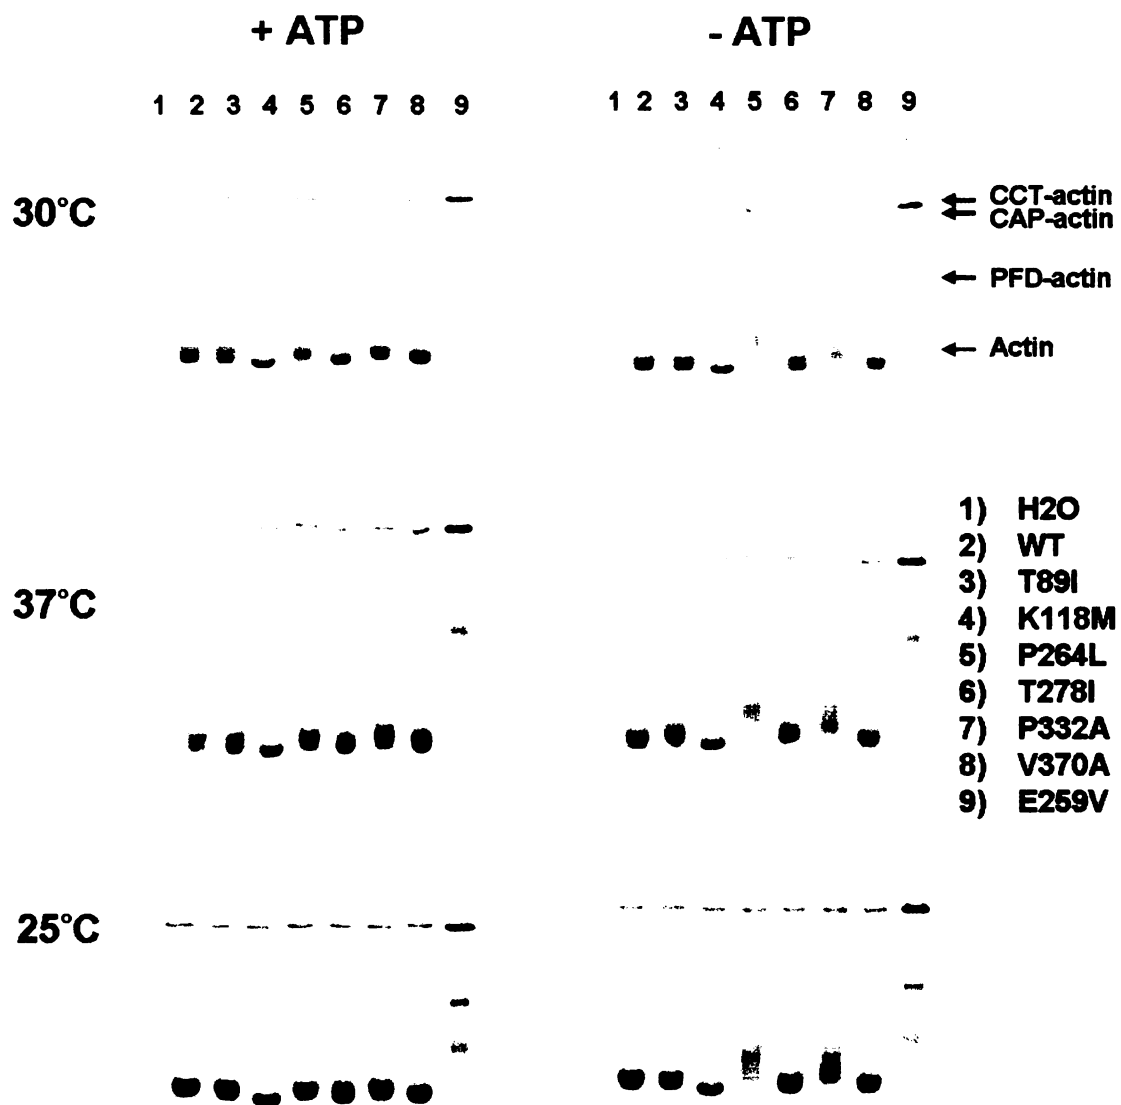 + ATP - ATP
1 2 3 4 5 6 7 8 9 1 2 3 4 5 6 7 8 9
30°C
CCT-actin
CAP-actin
PFD-actin
Actin
37°C
1) H2O
2) WT
3) T89I
4) K118M
5) P264L
6) T278I
7) P332A
8) V370A
9) E259V
25°C